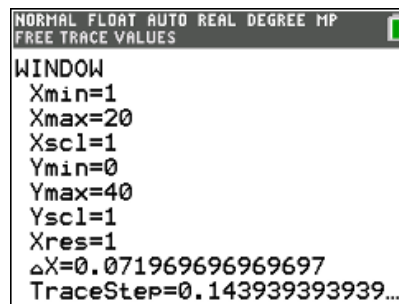 NORMAL FLOAT AUTO REAL DEGREE MP
FREE TRACE VALUES
WINDOW
Xmin=1
Xmax=20
Xscl=1
Ymin=0
Ymax=40
Yscl=1
Xres=1
△X=0.071969696969697
TraceStep=0.143939393939…